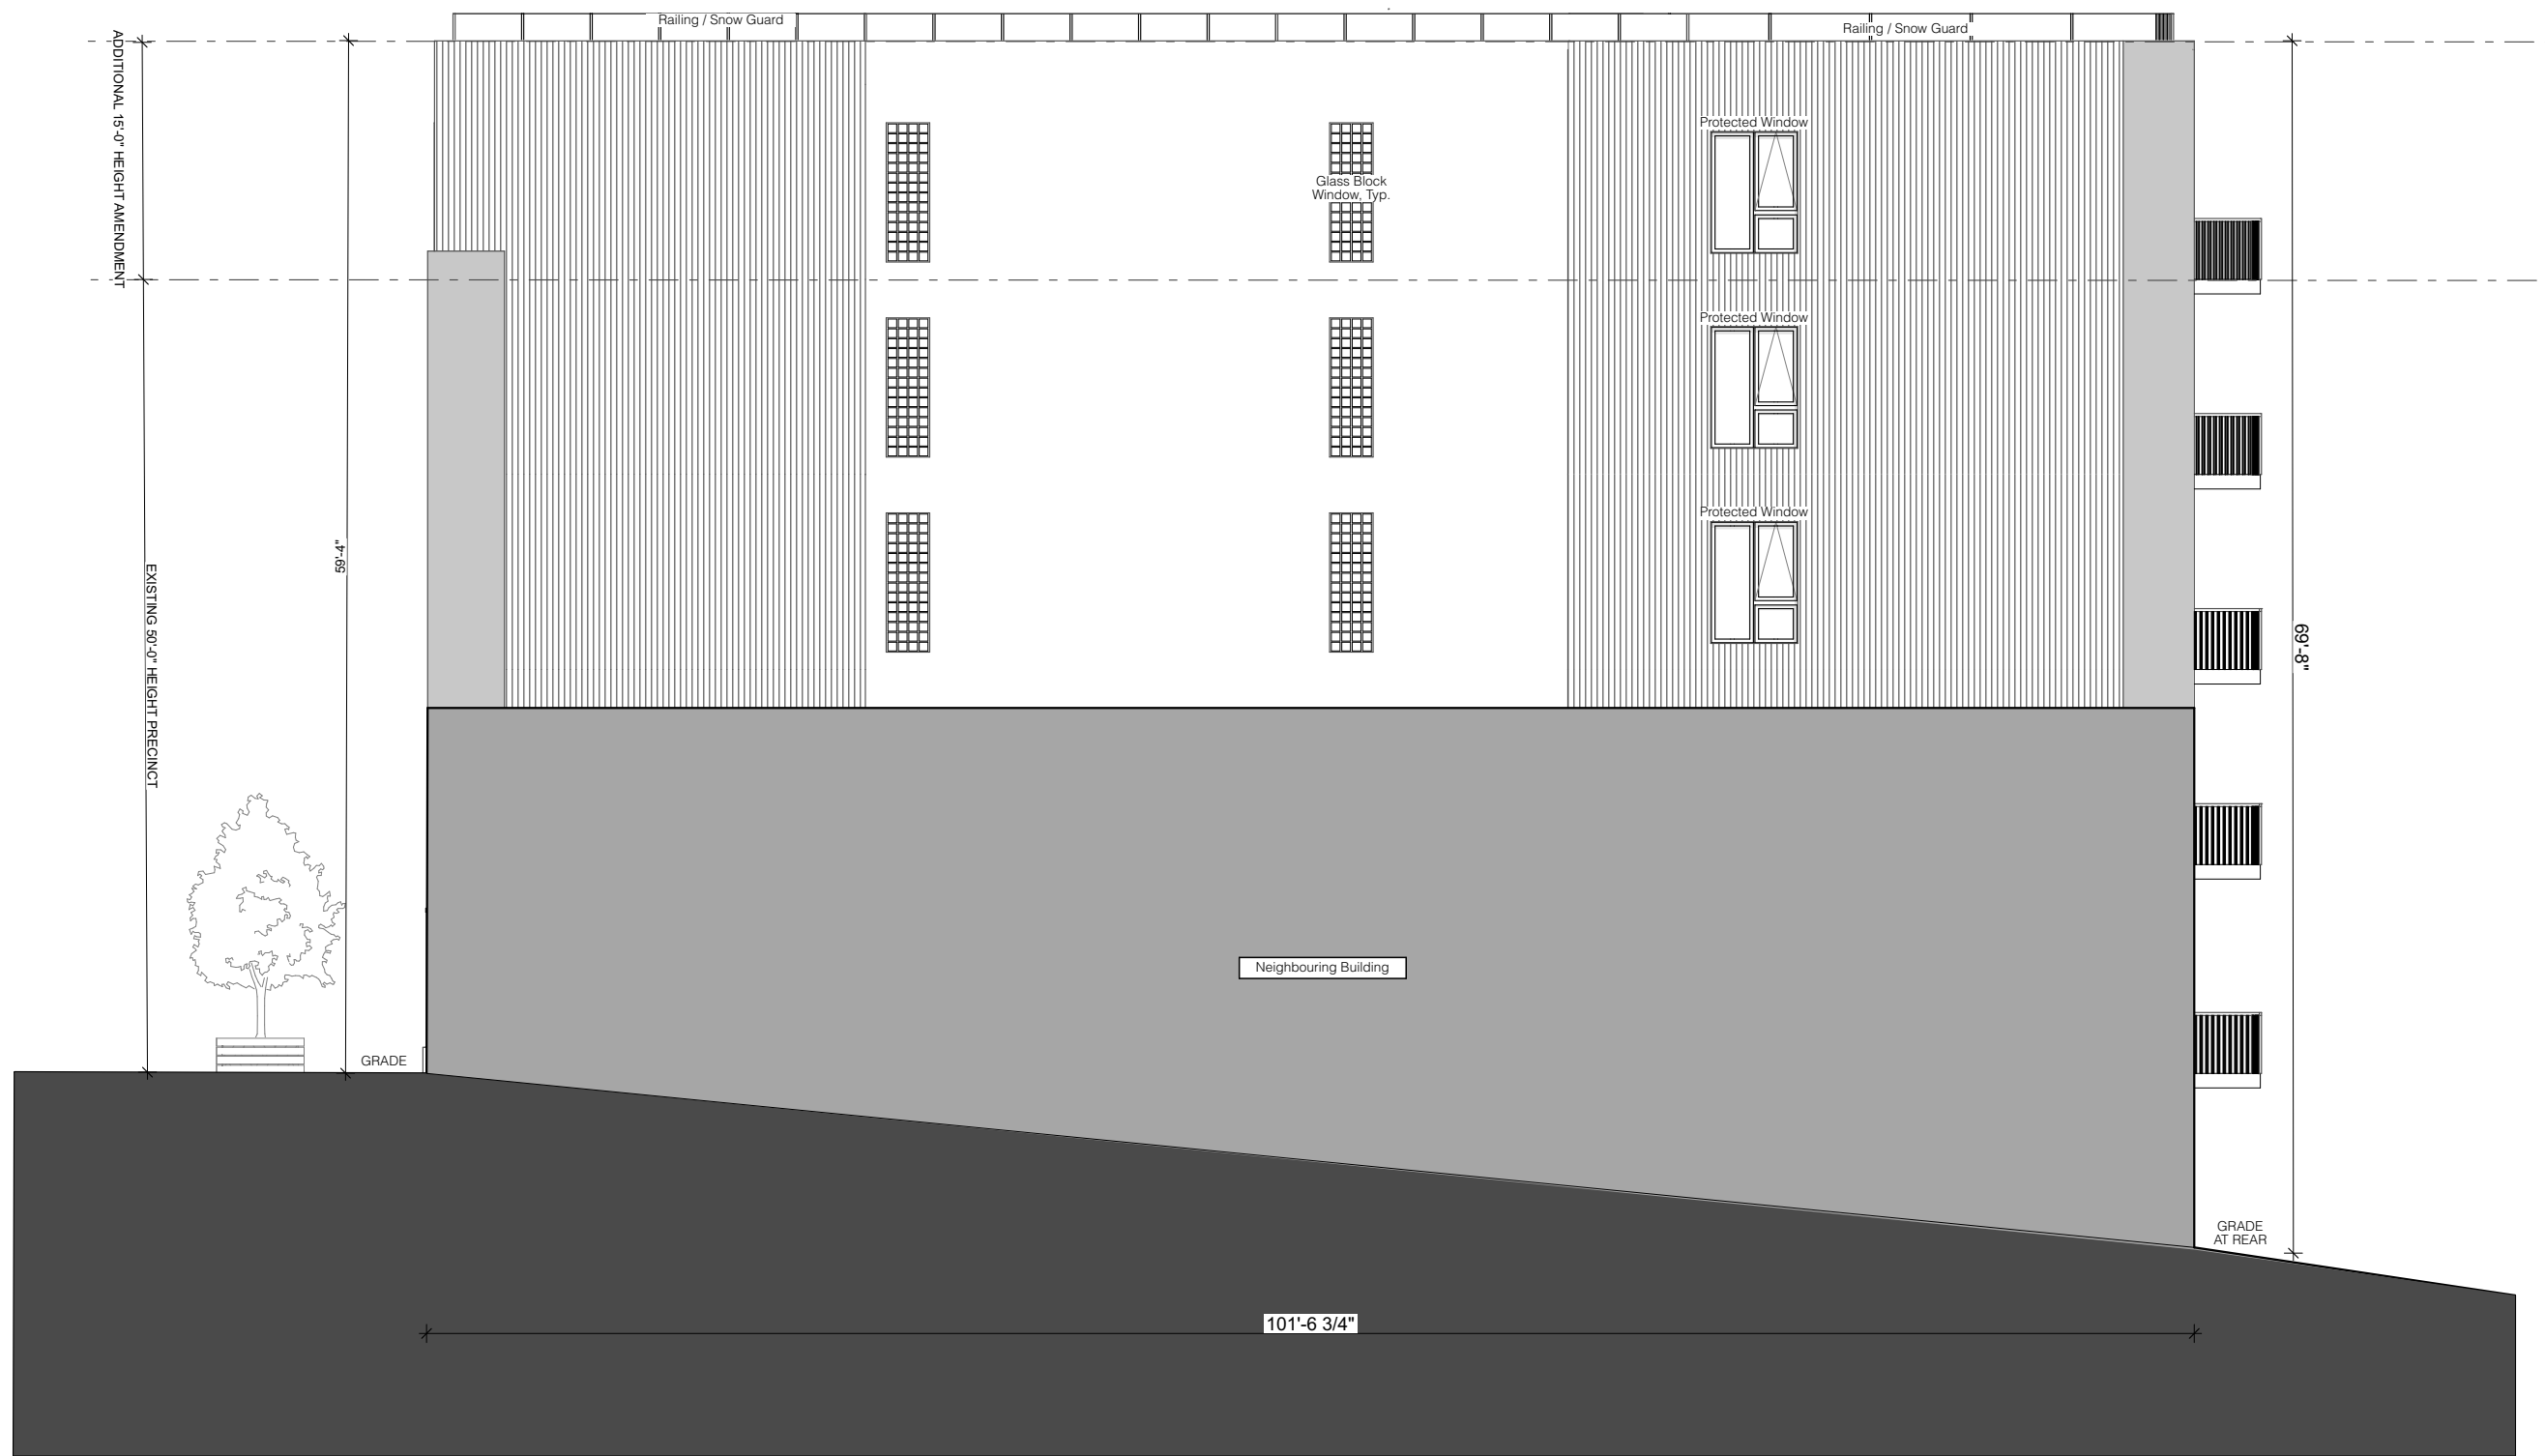 Railing / Snow Guard
Railing / Snow Guard
ADDITIONAL 15'-0" HEIGHT AMENDMENT
Protected Window
Glass Block
Window, Typ.
Protected Window
Protected Window
59'-4"
EXISTING 50'-0" HEIGHT PRECINCT
69'-8"
Neighbouring Building
GRADE
GRADE
AT REAR
101'-6 3/4"